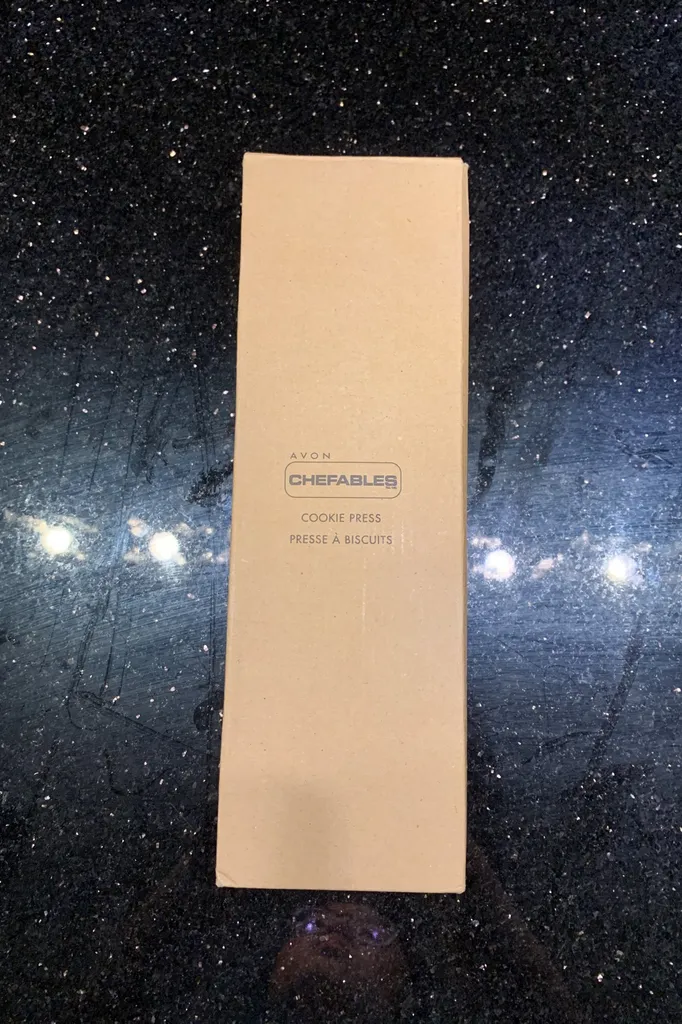 AVON
CHEFABLES
COOKIE PRESS
PRESSE À BISCUITS